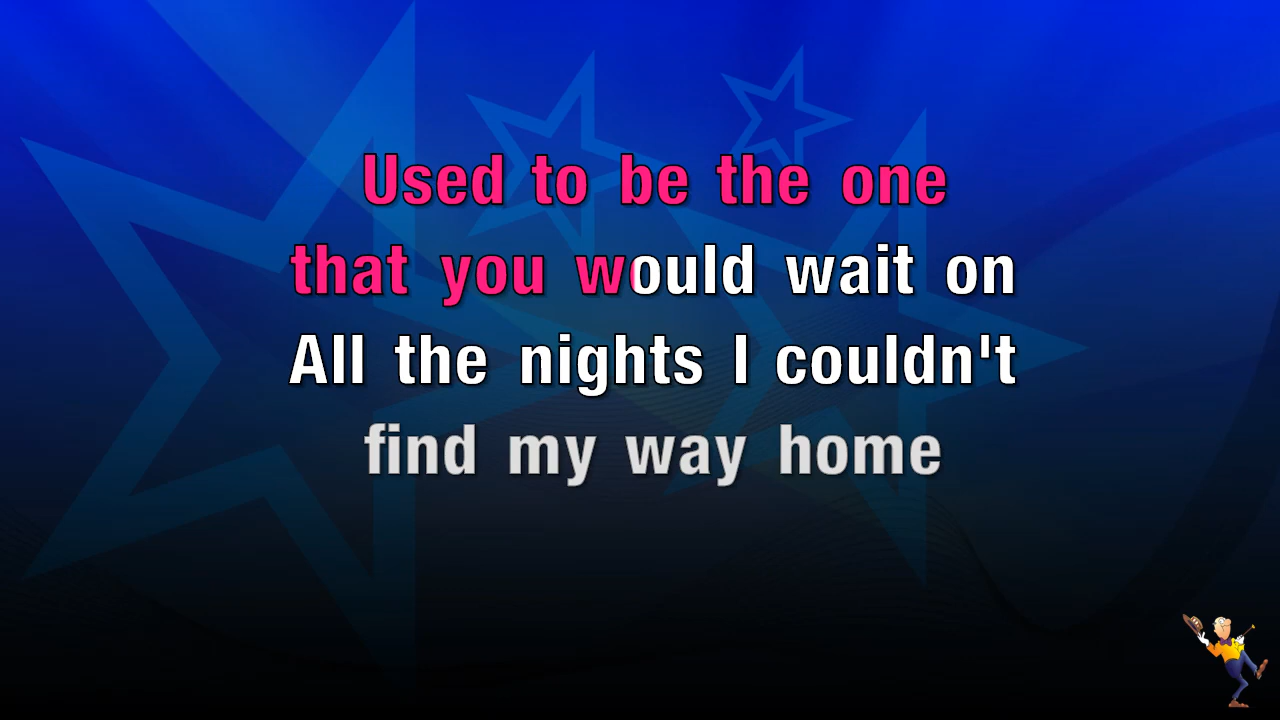 Used to be the one
that you would wait on
All the nights I couldn't
find my way home